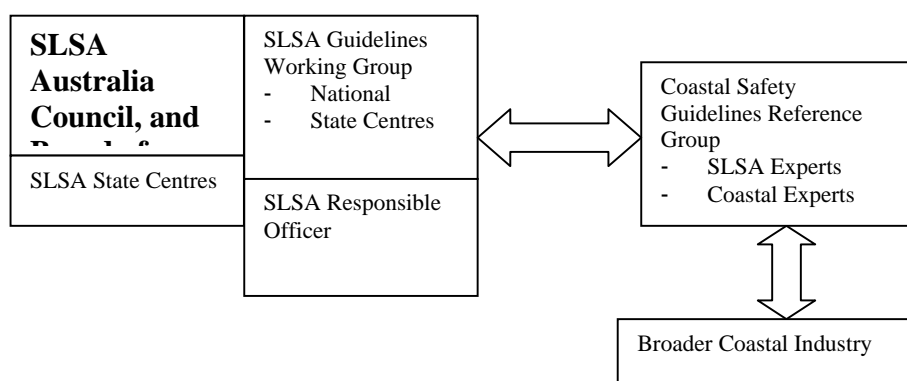 SLSA
Australia
Council, and
SLSA State Centres
SLSA Guidelines
Working Group
- National
- State Centres
SLSA Responsible
Officer
Coastal Safety
Guidelines Reference
Group
- SLSA Experts
- Coastal Experts
Broader Coastal Industry